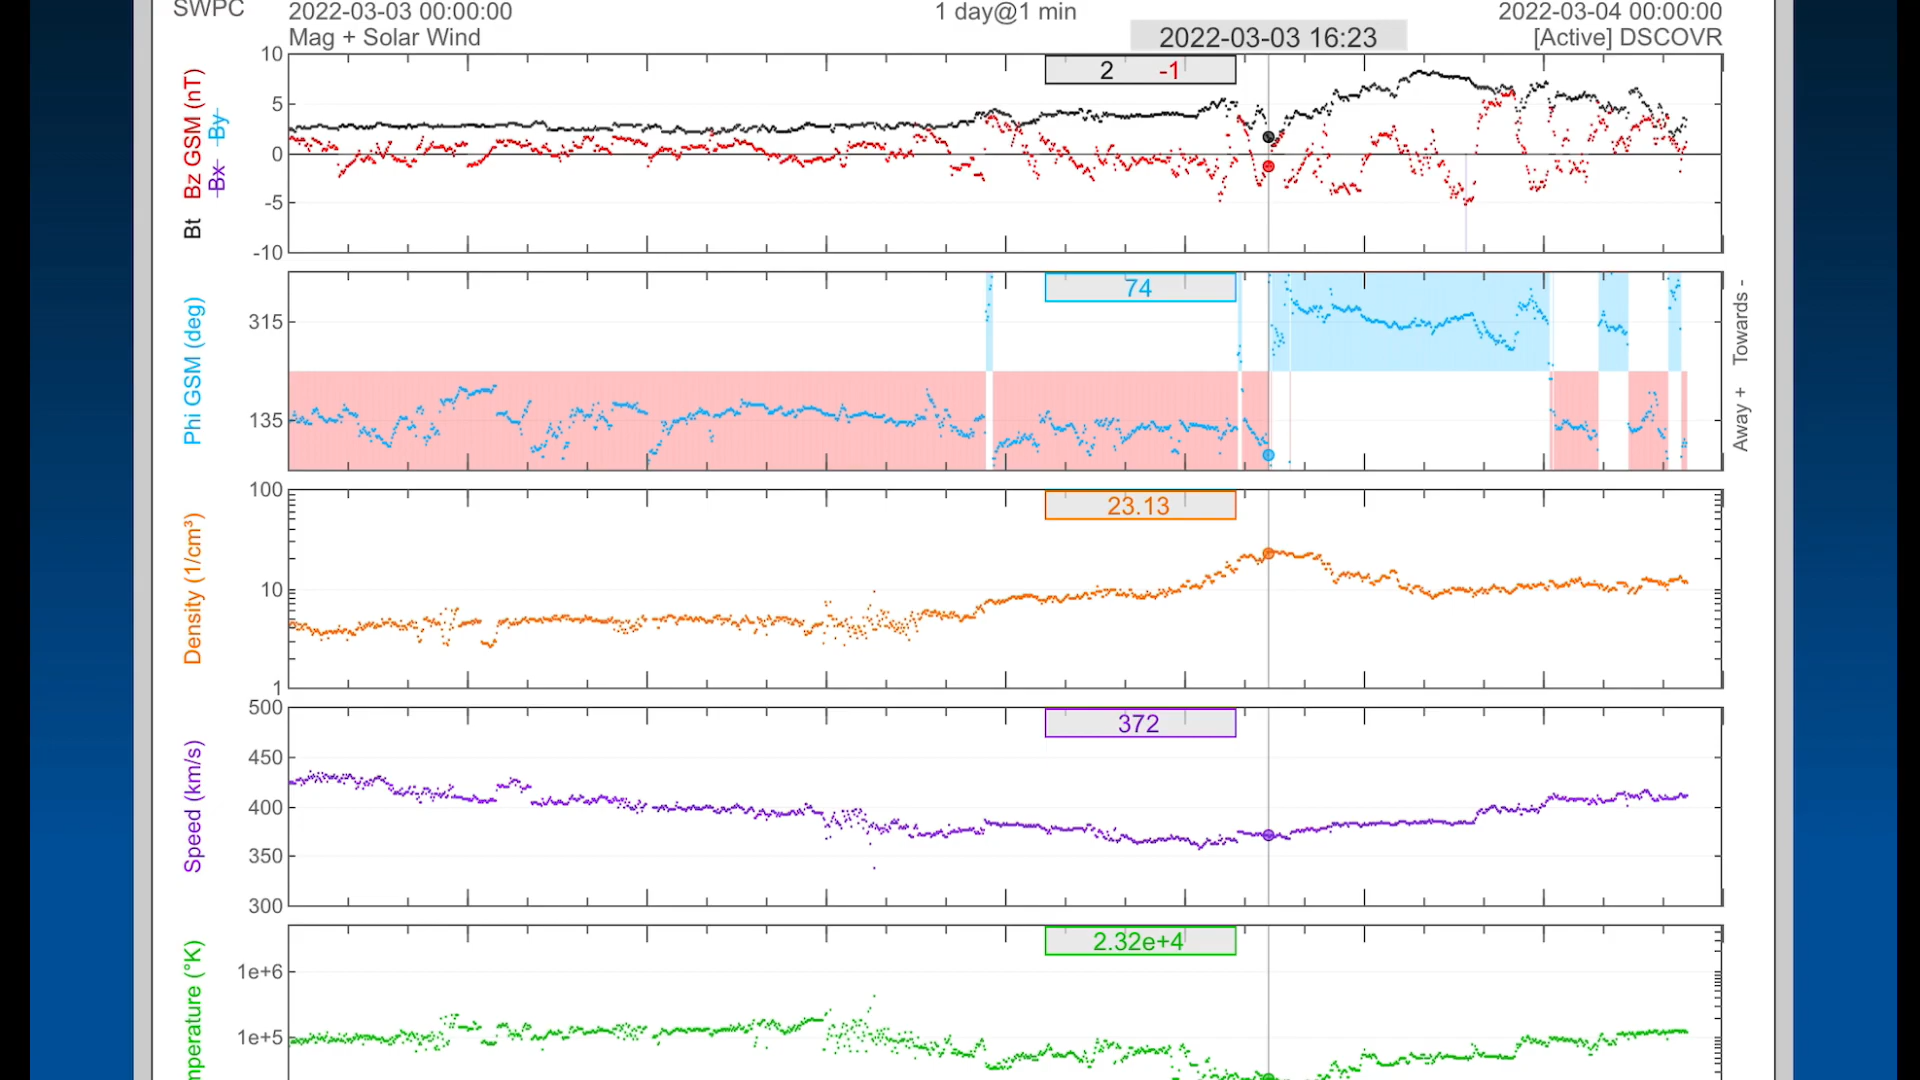 SWPC
2022-03-03 00:00:00
1 day@1 min
2022-03-04 00:00:00
Mag + Solar Wind
2022-03-03 16:23
[Active] DSCOVR
Bt Bz GSM (nT)
Bx By
10
5
0
-5
-10
2 -1
Phi GSM (deg)
315
135
74
Away + Towards -
Density (1/cm³)
100
10
1
23.13
Speed (km/s)
500
450
400
350
300
372
mperature (°K)
1e+6
1e+5
2.32e+4